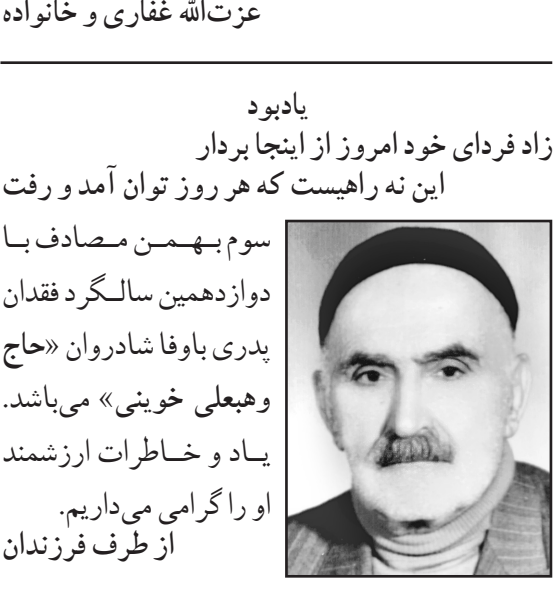 عزت‌الله غفاری و خانواده
یادبود
زاد فردای خود امروز از اینجا بردار
این نه راهیست که هر روز توان آمد و رفت
سوم بهمن مصادف با
دوازدهمین سالگرد فقدان
پدری باوفا شادروان «حاج
وهبعلی خوینی» می‌باشد.
یاد و خاطرات ارزشمند
او را گرامی می‌داریم.
از طرف فرزندان